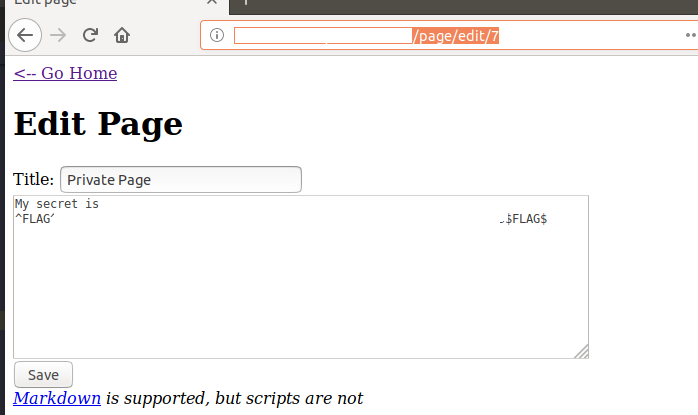 Edit page
/page/edit/7
<-- Go Home
Edit Page
Title: Private Page
My secret is
^FLAG^ $FLAG$
Save
Markdown is supported, but scripts are not